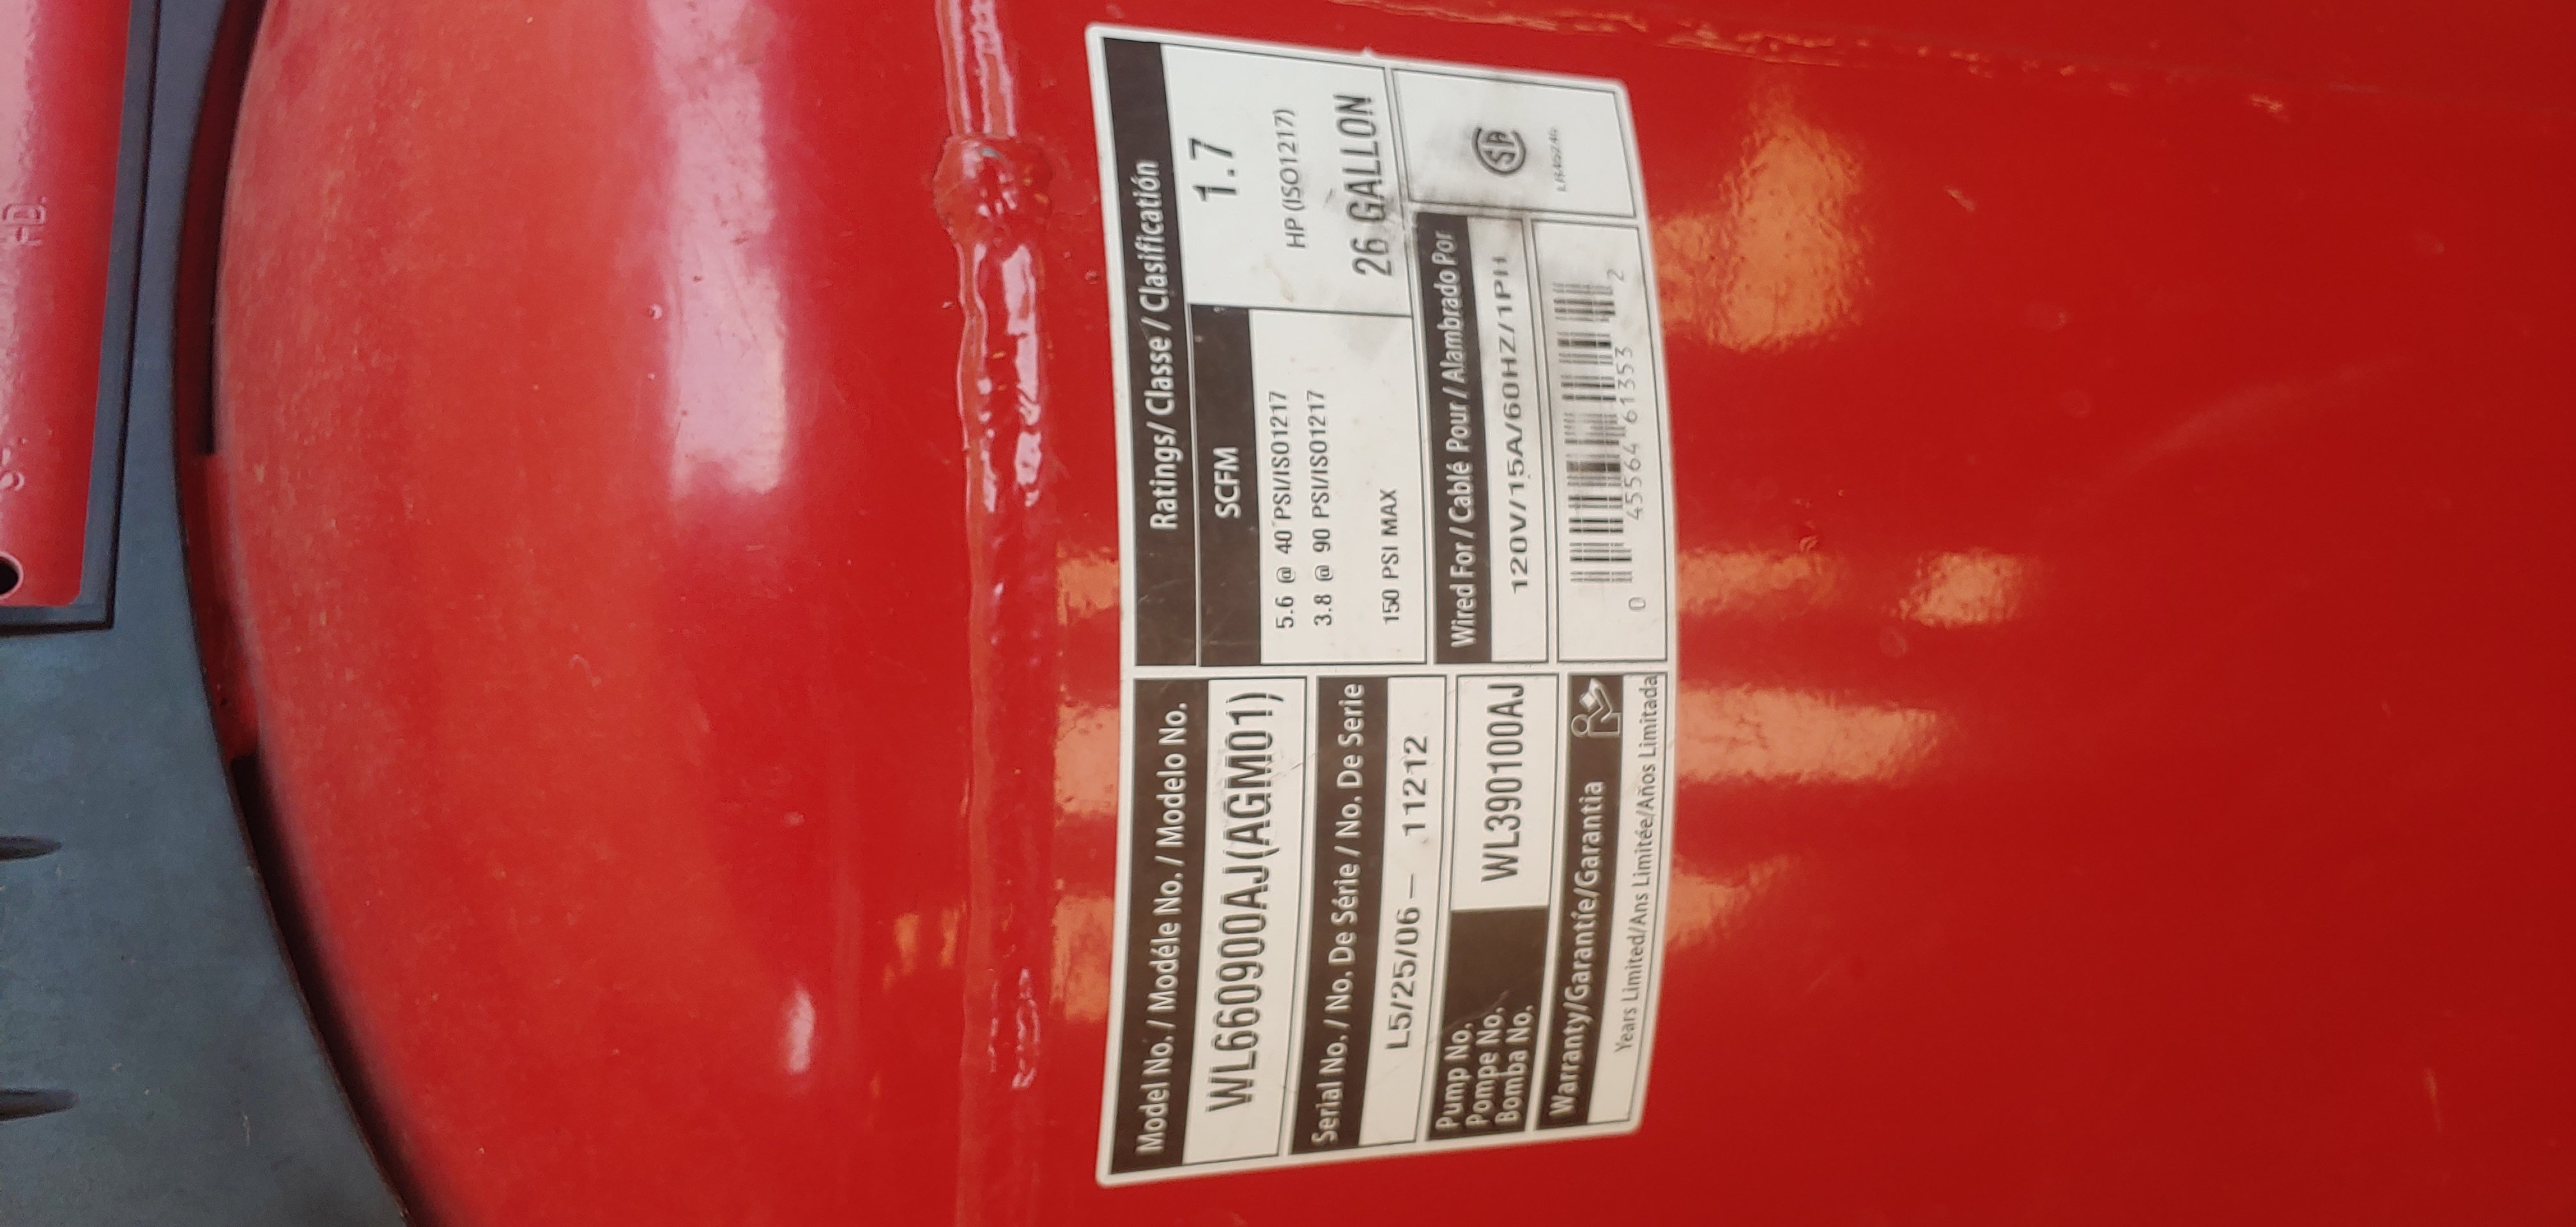 Model No. / Modéle No. / Modelo No.
WL660900AJ(AGM01)
Serial No. / No. De Série / No. De Serie
L5/25/06 – 11212
Pump No.
Pompe No.
Bomba No.
WL390100AJ
Warranty/Garantíe/Garantia
Years Limited/Ans Limitée/Años Limitada
Ratings/ Classe / Clasificatión
SCFM
5.6 @ 40 PSI/ISO1217
3.8 @ 90 PSI/ISO1217
150 PSI MAX
1.7
HP (ISO1217)
26 GALLON
Wired For / Cablé Pour / Alambrado Por
120V/15A/60HZ/1PH
0 45564 61353 2